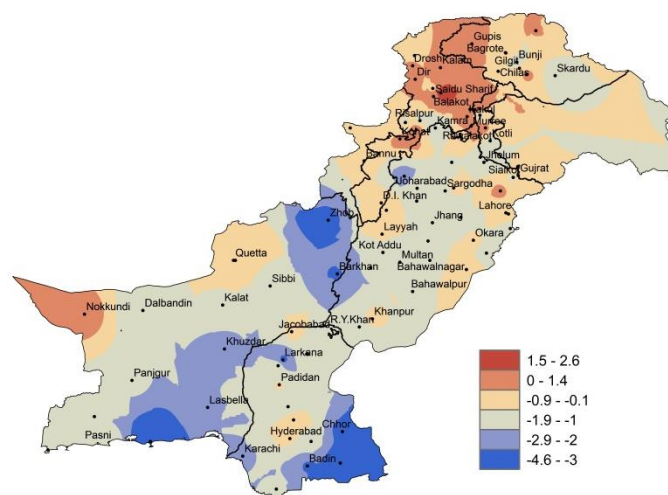 Gupis
Bagrote
Drosh
Kalam
Gilgit
Bunji
Chilas
Skardu
Dir
Saidu Sharif
Balakot
Risalpur
Kamra
Murree
Kohat
Kotli
Bannu
Jhelum
Sialkot
Gujrat
Joharabad
Sargodha
D.I. Khan
Lahore
Zhob
Layyah
Jhang
Okara
Quetta
Kot Addu
Multan
Barkhan
Bahawalnagar
Sibbi
Bahawalpur
Nokkundi
Dalbandin
Kalat
Khanpur
R.Y.Khan
Jacobabad
Khuzdar
Larkana
Panjgur
Padidan
Lasbella
Pasni
Hyderabad
Chhor
Karachi
Badin
1.5 - 2.6
0 - 1.4
-0.9 - -0.1
-1.9 - -1
-2.9 - -2
-4.6 - -3